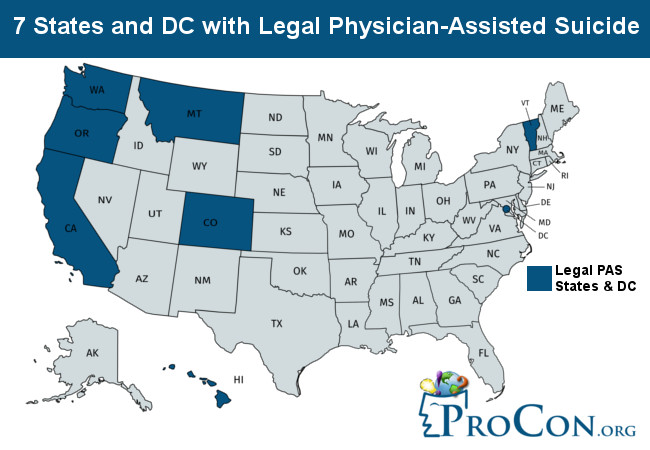 7 States and DC with Legal Physician-Assisted Suicide
WA
MT
ND
MN
VT
ME
OR
ID
SD
WI
NY
NH
MA
CT
RI
WY
MI
NV
NE
IA
PA
NJ
UT
CO
IL
IN
OH
DE
CA
KS
MO
WV
VA
MD
DC
KY
AZ
NM
OK
AR
TN
NC
SC
MS
AL
GA
TX
LA
FL
AK
HI
Legal PAS
States & DC
PROCON.ORG